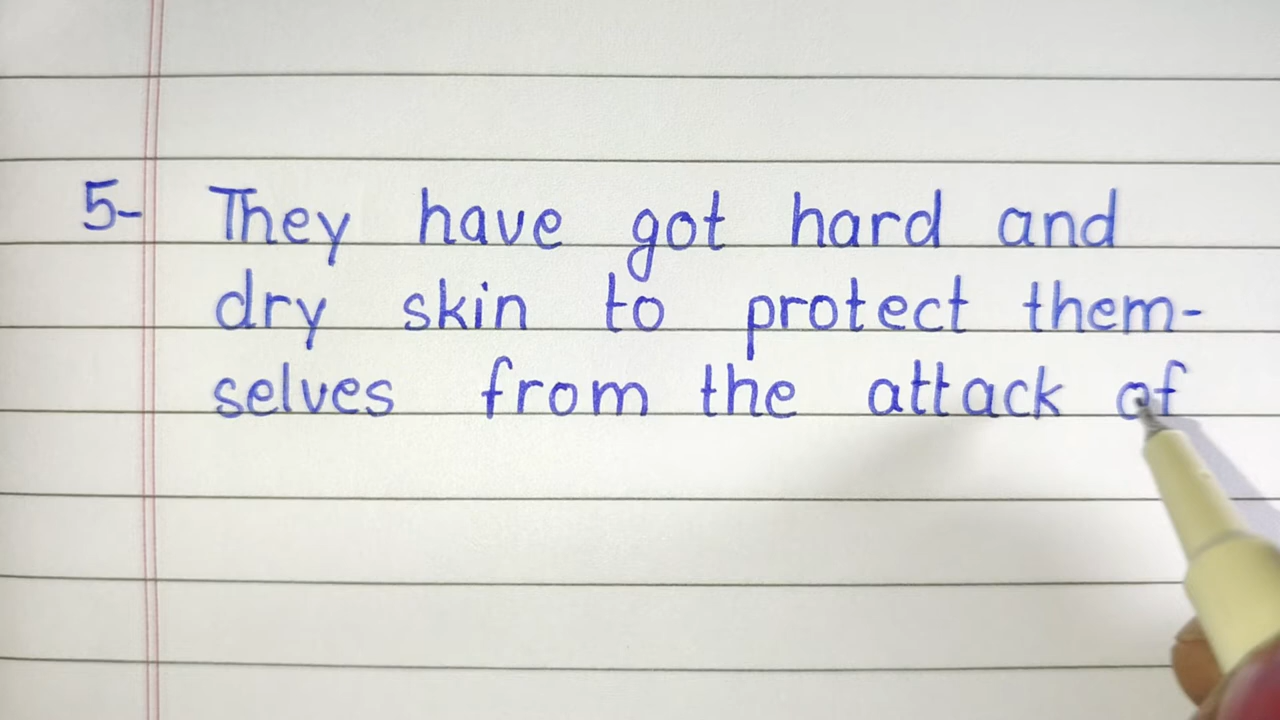 5- They have got hard and
dry skin to protect them-
selves from the attack of